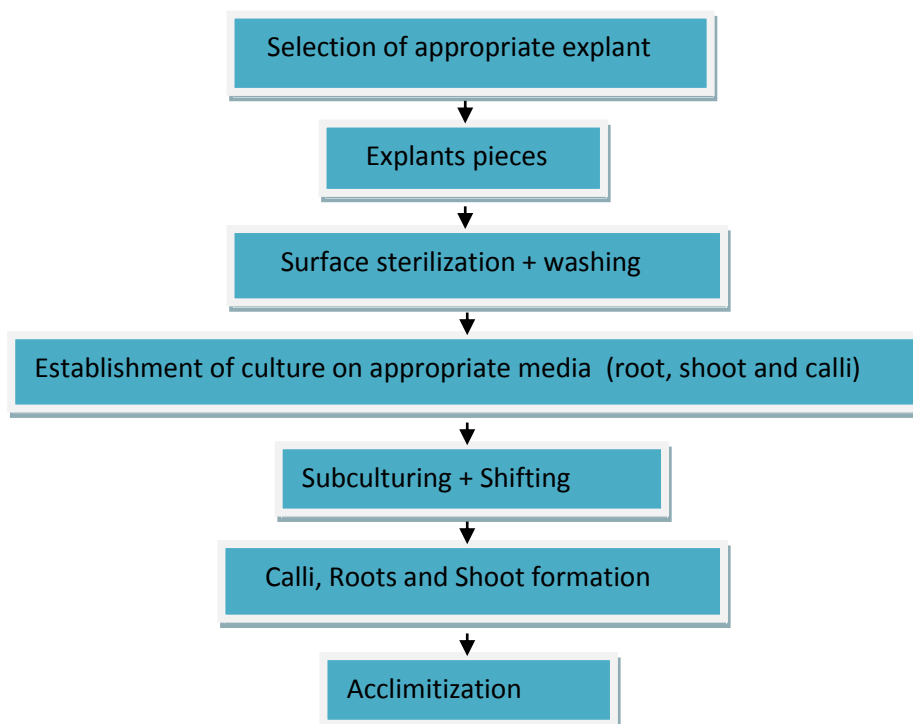 Selection of appropriate explant
Explants pieces
Surface sterilization + washing
Establishment of culture on appropriate media (root, shoot and calli)
Subculturing + Shifting
Calli, Roots and Shoot formation
Acclimitization